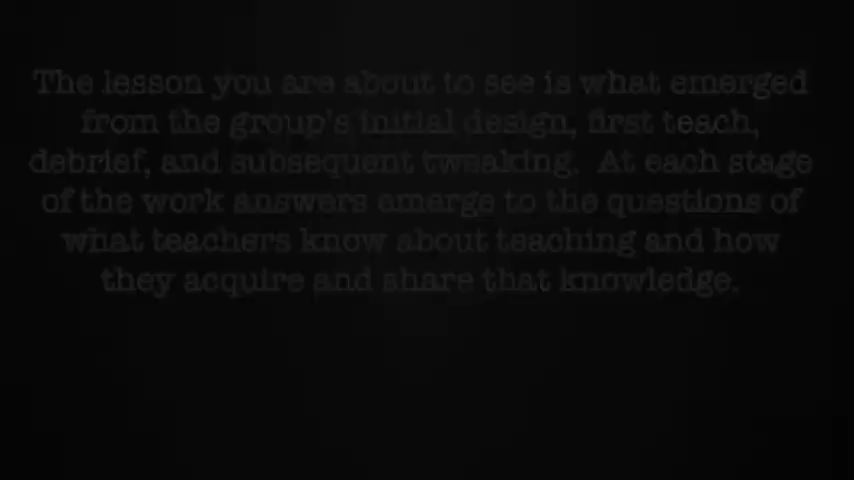 The lesson you are about to see is what emerged
from the group's initial design, first teach,
debrief, and subsequent tweaking. At each stage
of the work answers emerge to the questions of
what teachers know about teaching and how
they acquire and share that knowledge.